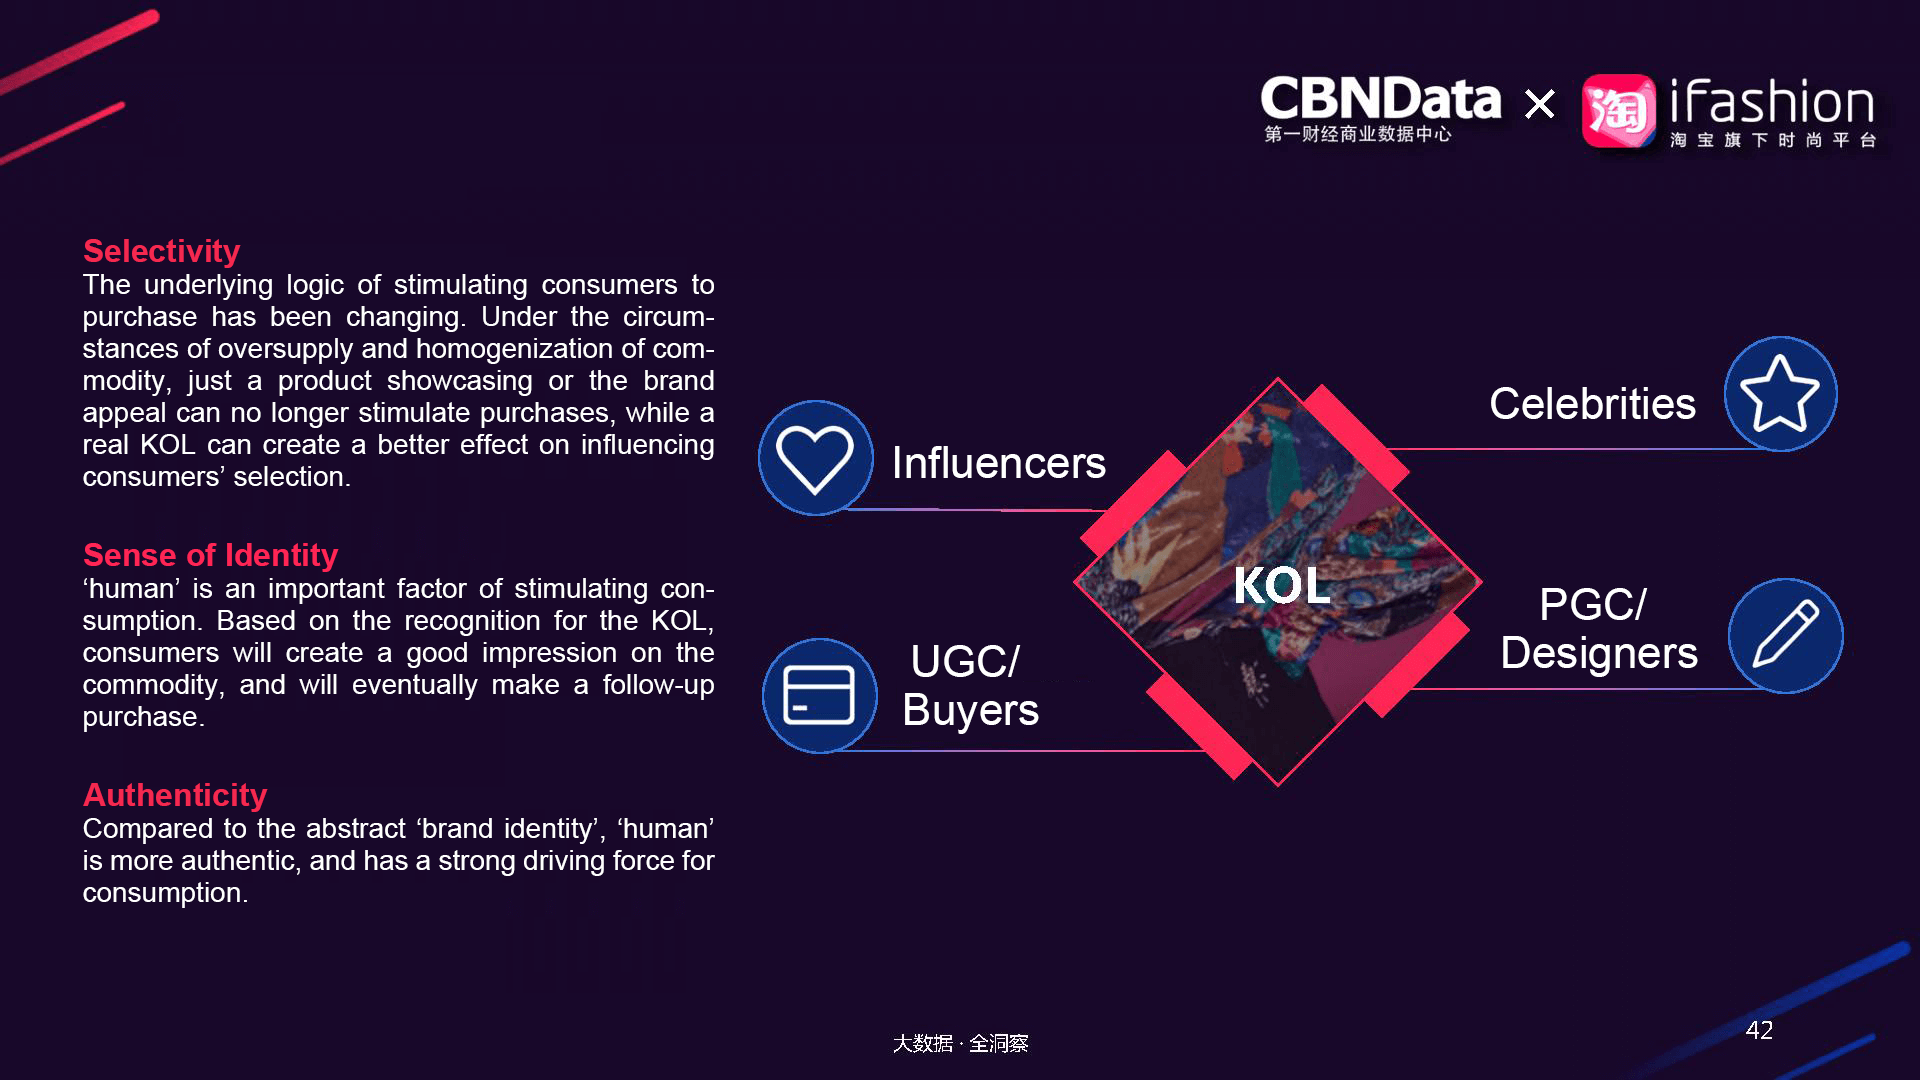 CBNData
第一财经商业数据中心
×
淘
ifashion
淘宝旗下时尚平台
Selectivity
The underlying logic of stimulating consumers to
purchase has been changing. Under the circum-
stances of oversupply and homogenization of com-
modity, just a product showcasing or the brand
appeal can no longer stimulate purchases, while a
real KOL can create a better effect on influencing
consumers’ selection.
Sense of Identity
‘human’ is an important factor of stimulating con-
sumption. Based on the recognition for the KOL,
consumers will create a good impression on the
commodity, and will eventually make a follow-up
purchase.
Authenticity
Compared to the abstract ‘brand identity’, ‘human’
is more authentic, and has a strong driving force for
consumption.
Influencers
UGC/
Buyers
KOL
Celebrities
PGC/
Designers
大数据 · 全洞察
42